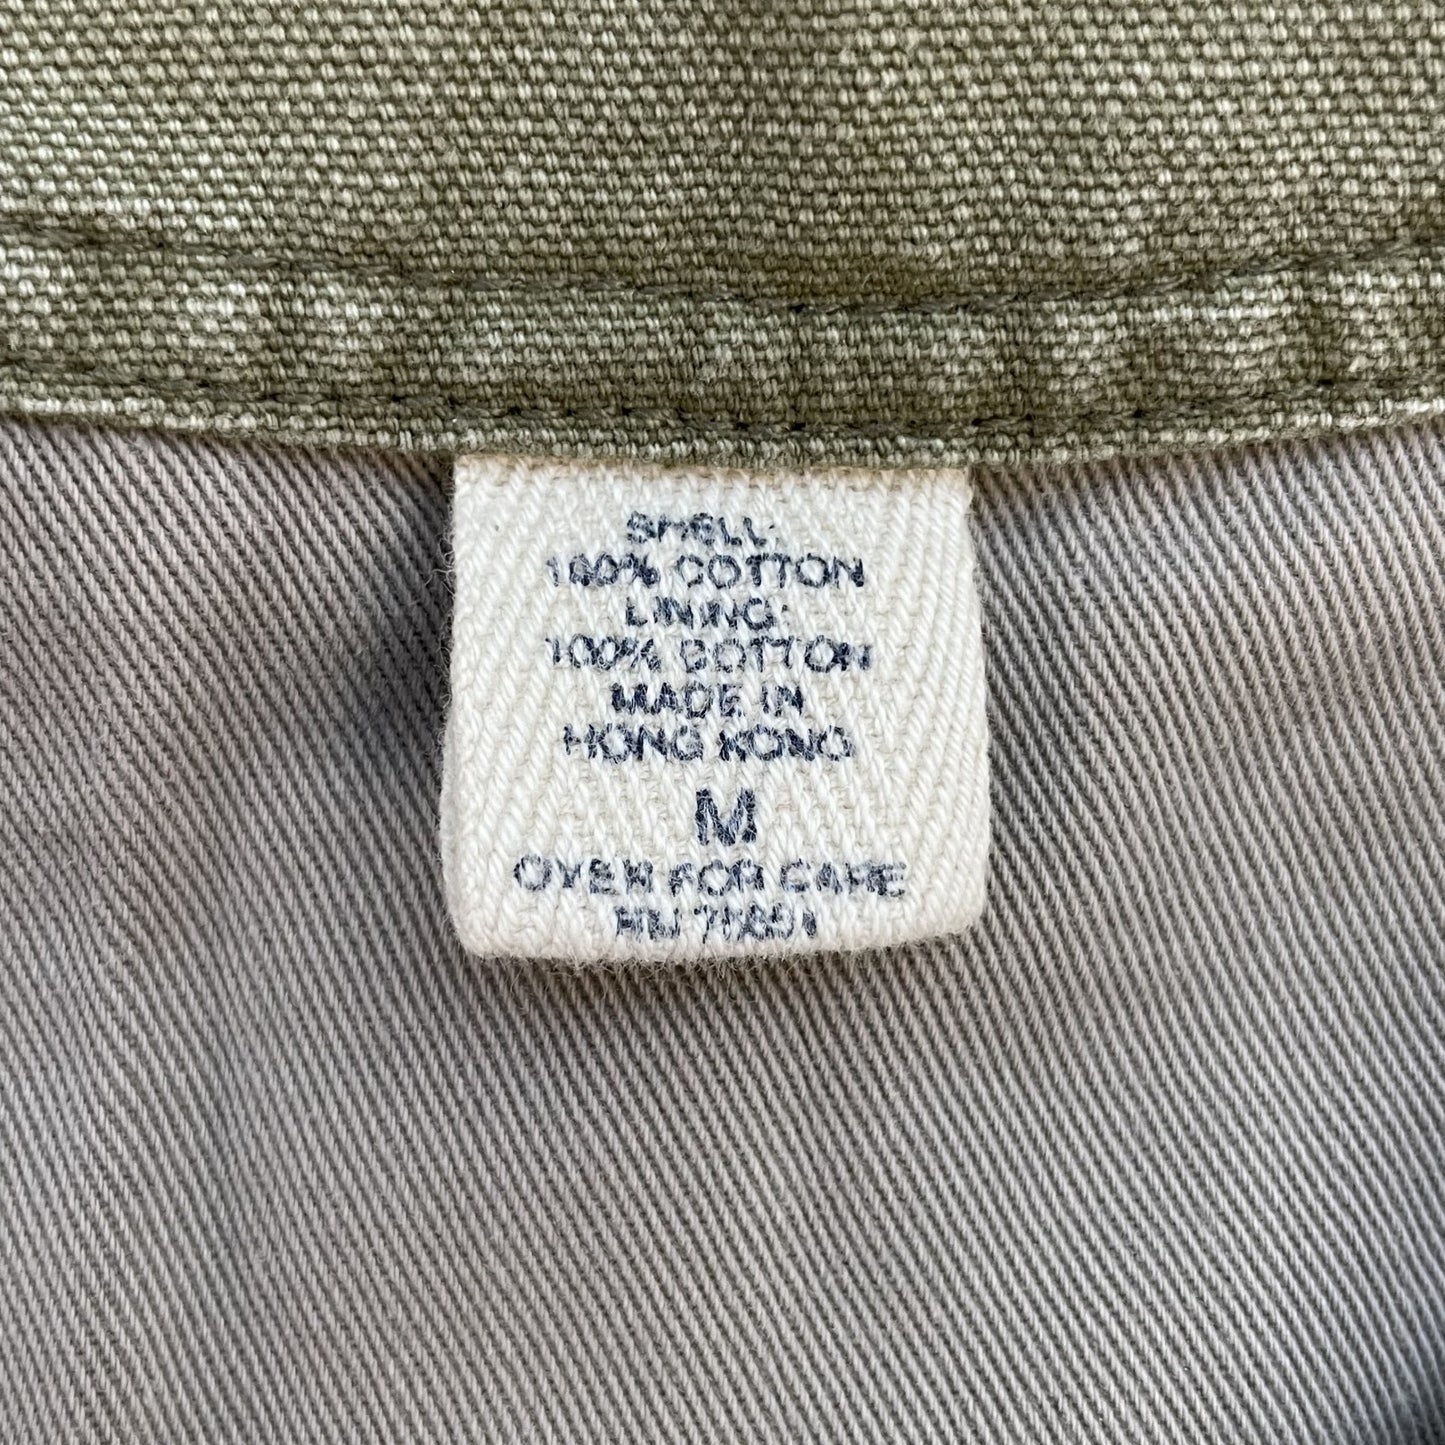 SHELL:
100% COTTON
LINING:
100% COTTON
MADE IN
HONG KONG
M
OVER FOR CARE
RN